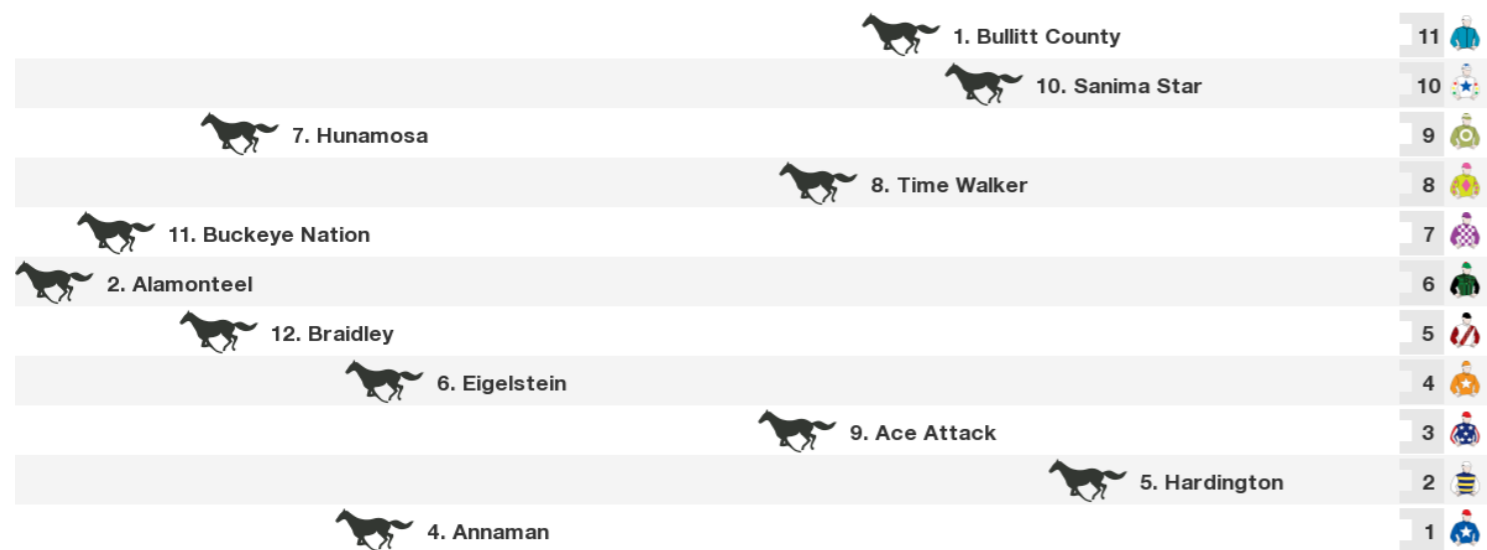 1. Bullitt County 11
10. Sanima Star 10
7. Hunamosa 9
8. Time Walker 8
11. Buckeye Nation 7
2. Alamonteel 6
12. Braidley 5
6. Eigelstein 4
9. Ace Attack 3
5. Hardington 2
4. Annaman 1